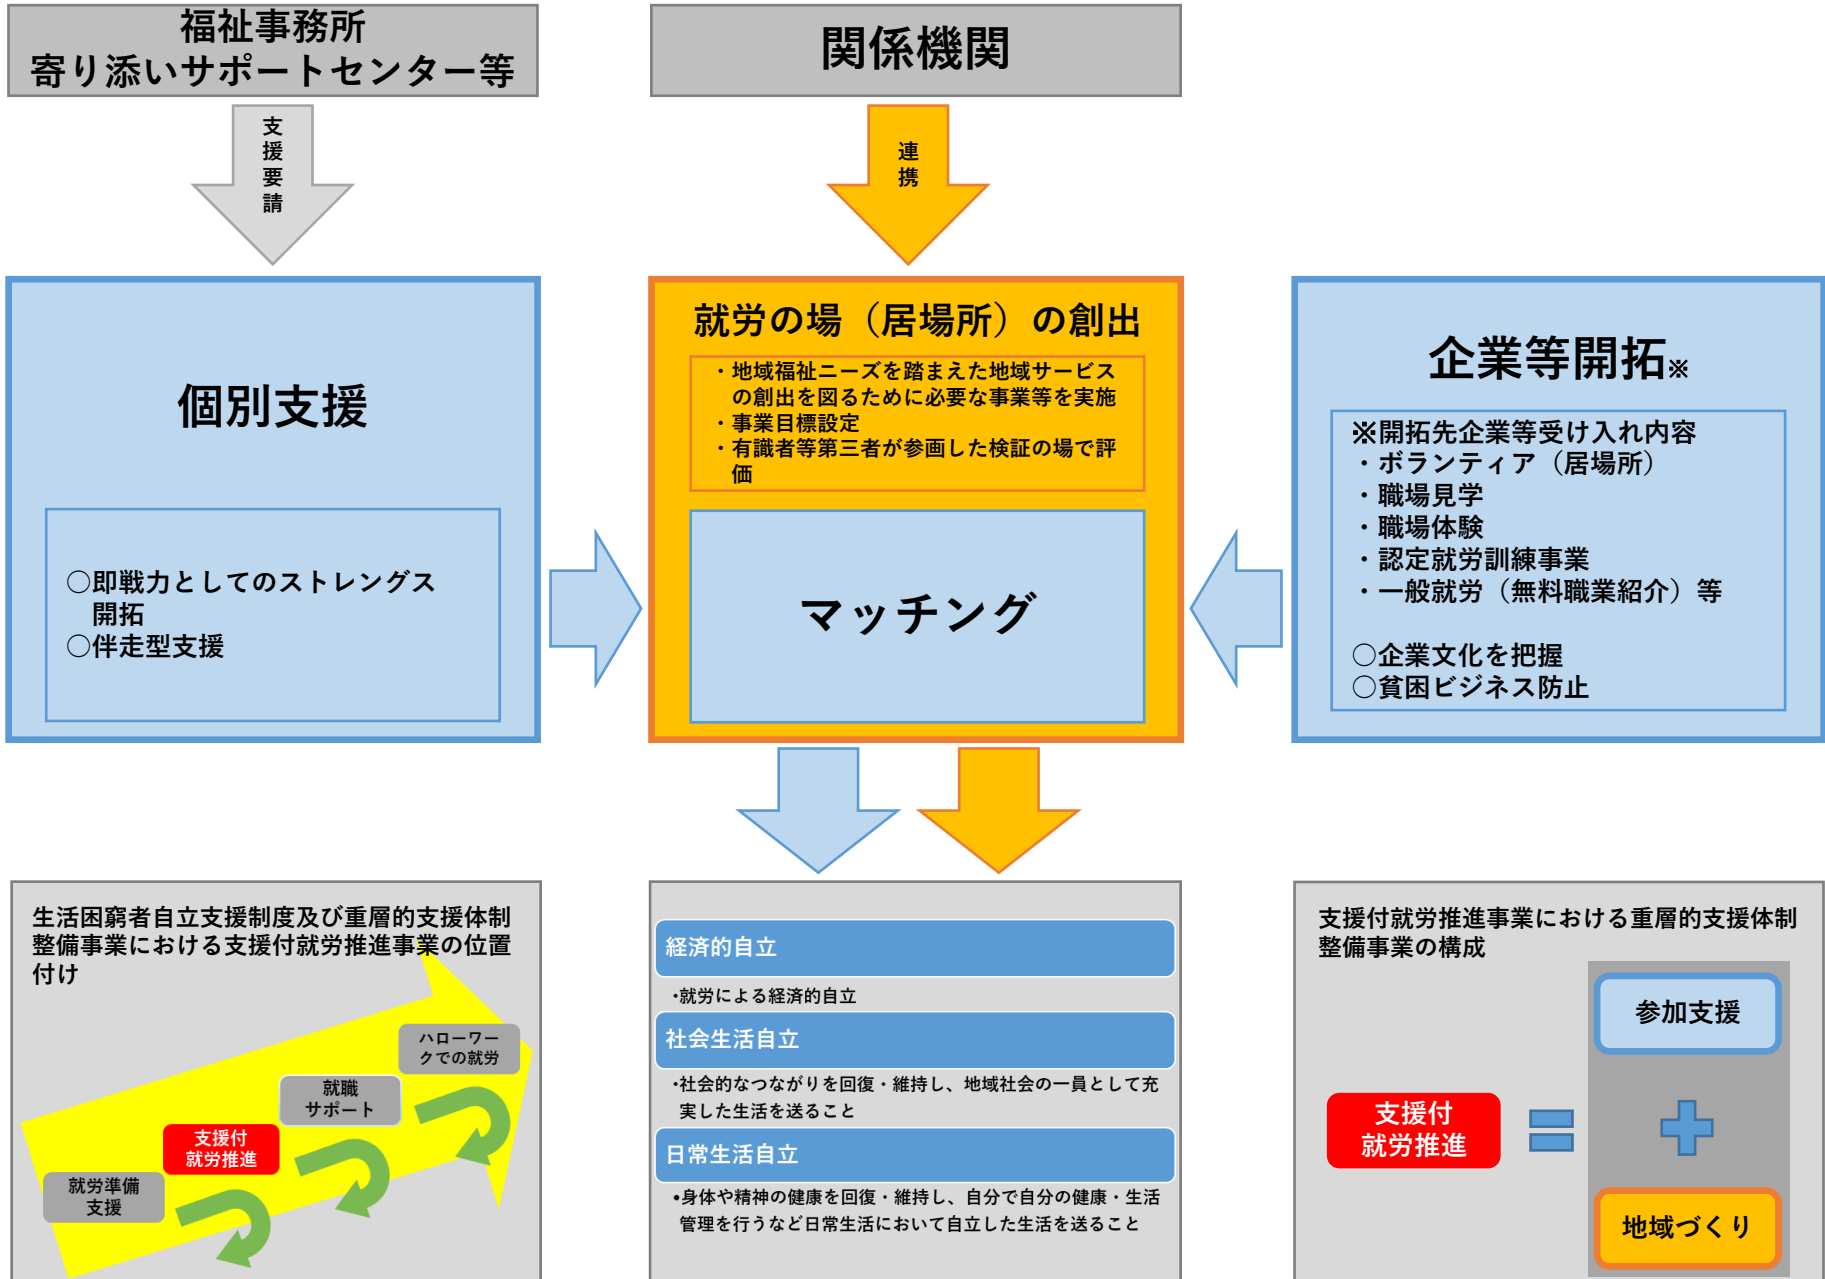 福祉事務所
寄り添いサポートセンター等
関係機関
支援要請
連携
個別支援
○即戦力としてのストレングス
開拓
○伴走型支援
就労の場（居場所）の創出
・地域福祉ニーズを踏まえた地域サービス
の創出を図るために必要な事業等を実施
・事業目標設定
・有識者等第三者が参画した検証の場で評
価
マッチング
企業等開拓※
※開拓先企業等受け入れ内容
・ボランティア（居場所）
・職場見学
・職場体験
・認定就労訓練事業
・一般就労（無料職業紹介）等
○企業文化を把握
○貧困ビジネス防止
生活困窮者自立支援制度及び重層的支援体制
整備事業における支援付就労推進事業の位置
付け
ハローワー
クでの就労
就職
サポート
支援付
就労推進
就労準備
支援
経済的自立
・就労による経済的自立
社会生活自立
・社会的なつながりを回復・維持し、地域社会の一員として充
実した生活を送ること
日常生活自立
•身体や精神の健康を回復・維持し、自分で自分の健康・生活
管理を行うなど日常生活において自立した生活を送ること
支援付就労推進事業における重層的支援体制
整備事業の構成
参加支援
支援付
就労推進
地域づくり